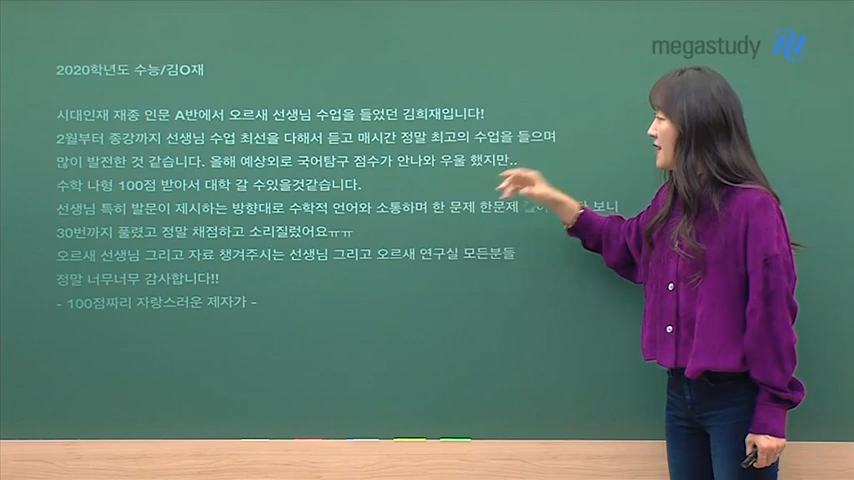 megastudy
2020학년도 수능/김O재
시대인재 재종 인문 A반에서 오르새 선생님 수업을 들었던 김희재입니다!
2월부터 종강까지 선생님 수업 최선을 다해서 듣고 매시간 정말 최고의 수업을 들으며
많이 발전한 것 같습니다. 올해 예상외로 국어탐구 점수가 안나와 우울 했지만..
수학 나형 100점 받아서 대학 갈 수있을것같습니다.
선생님 특히 발문이 제시하는 방향대로 수학적 언어와 소통하며 한 문제 한문제 보니
30번까지 풀렸고 정말 채점하고 소리질렀어요ㅠㅠ
오르새 선생님 그리고 자료 챙겨주시는 선생님 그리고 오르새 연구실 모든분들
정말 너무너무 감사합니다!!
- 100점짜리 자랑스러운 제자가 -